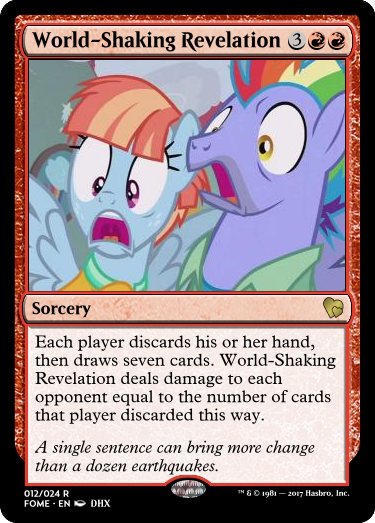 World-Shaking Revelation 3
Sorcery
Each player discards his or her hand,
then draws seven cards. World-Shaking
Revelation deals damage to each
opponent equal to the number of cards
that player discarded this way.
A single sentence can bring more change
than a dozen earthquakes.
012/024 R
FOME • EN DHX
™ & © 1981 — 2017 Hasbro, Inc.